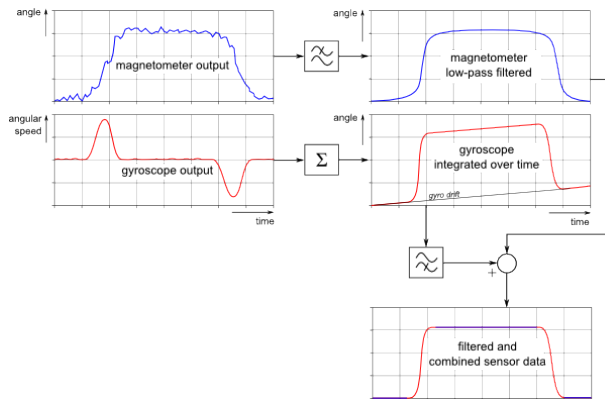 angle
magnetometer output
angle
magnetometer
low-pass filtered
angular
speed
gyroscope output
time
Σ
angle
gyroscope
integrated over time
gyro drift
time
+
filtered and
combined sensor data